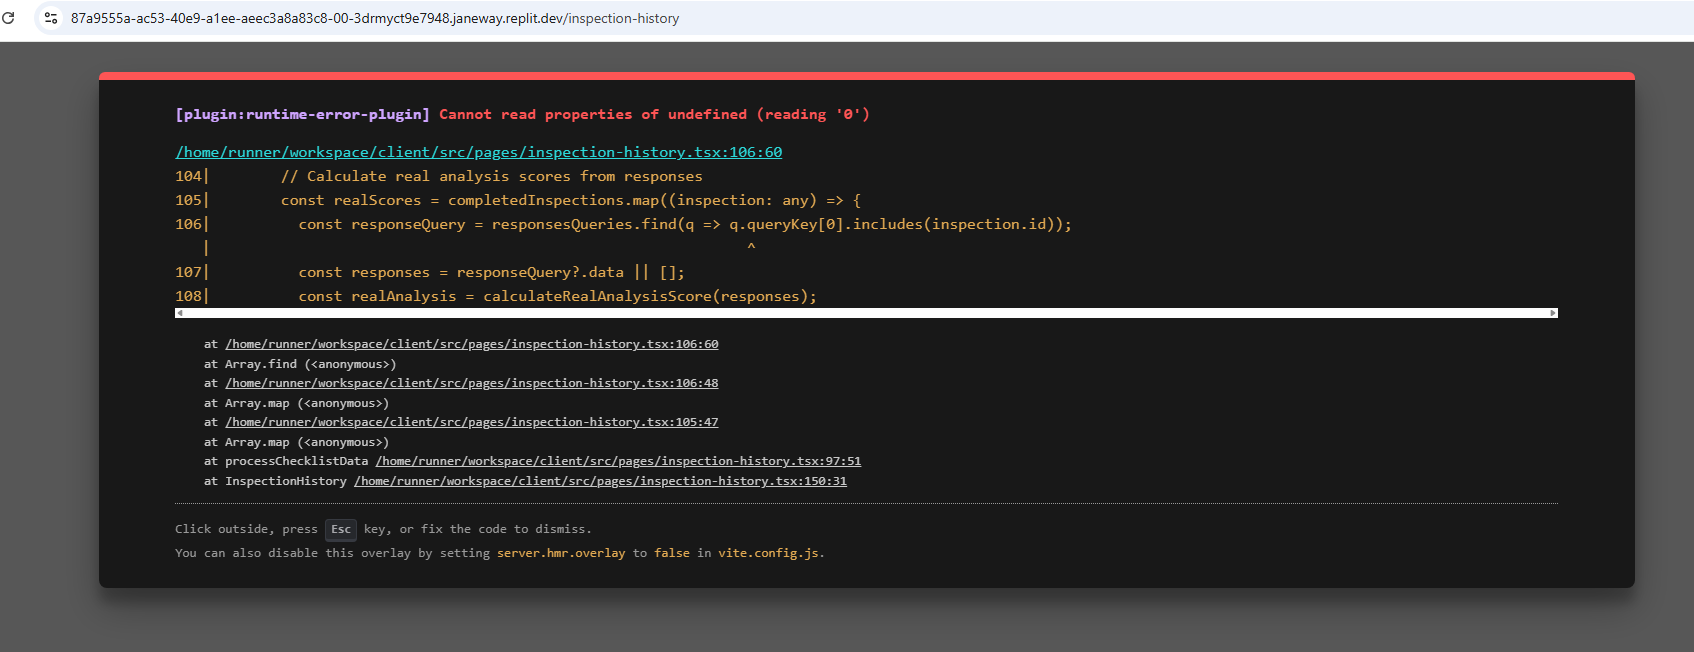 87a9555a-ac53-40e9-a1ee-aeec3a8a83c8-00-3drmyct9e7948.janeway.replit.dev/inspection-history
[plugin:runtime-error-plugin] Cannot read properties of undefined (reading '0')
/home/runner/workspace/client/src/pages/inspection-history.tsx:106:60
104|        // Calculate real analysis scores from responses
105|        const realScores = completedInspections.map((inspection: any) => {
106|          const responseQuery = responsesQueries.find(q => q.queryKey[0].includes(inspection.id));
   |                                                              ^
107|          const responses = responseQuery?.data || [];
108|          const realAnalysis = calculateRealAnalysisScore(responses);
at /home/runner/workspace/client/src/pages/inspection-history.tsx:106:60
at Array.find (<anonymous>)
at /home/runner/workspace/client/src/pages/inspection-history.tsx:106:48
at Array.map (<anonymous>)
at /home/runner/workspace/client/src/pages/inspection-history.tsx:105:47
at Array.map (<anonymous>)
at processChecklistData /home/runner/workspace/client/src/pages/inspection-history.tsx:97:51
at InspectionHistory /home/runner/workspace/client/src/pages/inspection-history.tsx:150:31
Click outside, press Esc key, or fix the code to dismiss.
You can also disable this overlay by setting server.hmr.overlay to false in vite.config.js.